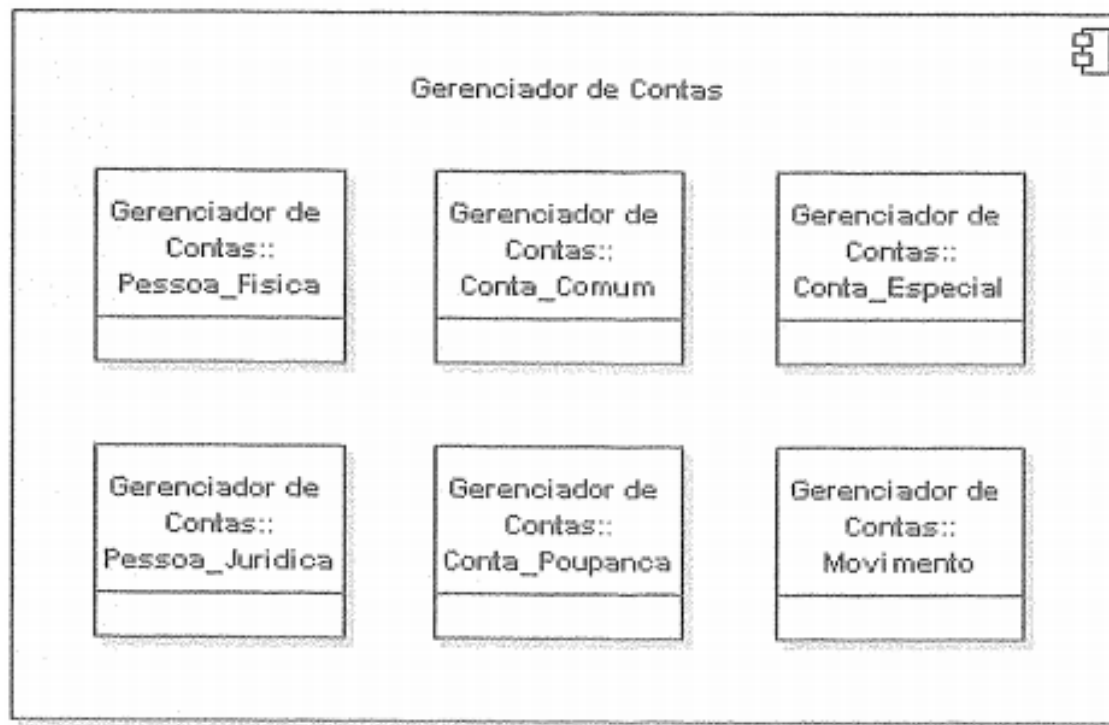 Gerenciador de Contas
Gerenciador de
Contas::
Pessoa_Fisica
Gerenciador de
Contas::
Conta_Comum
Gerenciador de
Contas::
Conta_Especial
Gerenciador de
Contas::
Pessoa_Juridica
Gerenciador de
Contas::
Conta_Poupanca
Gerenciador de
Contas::
Movimento